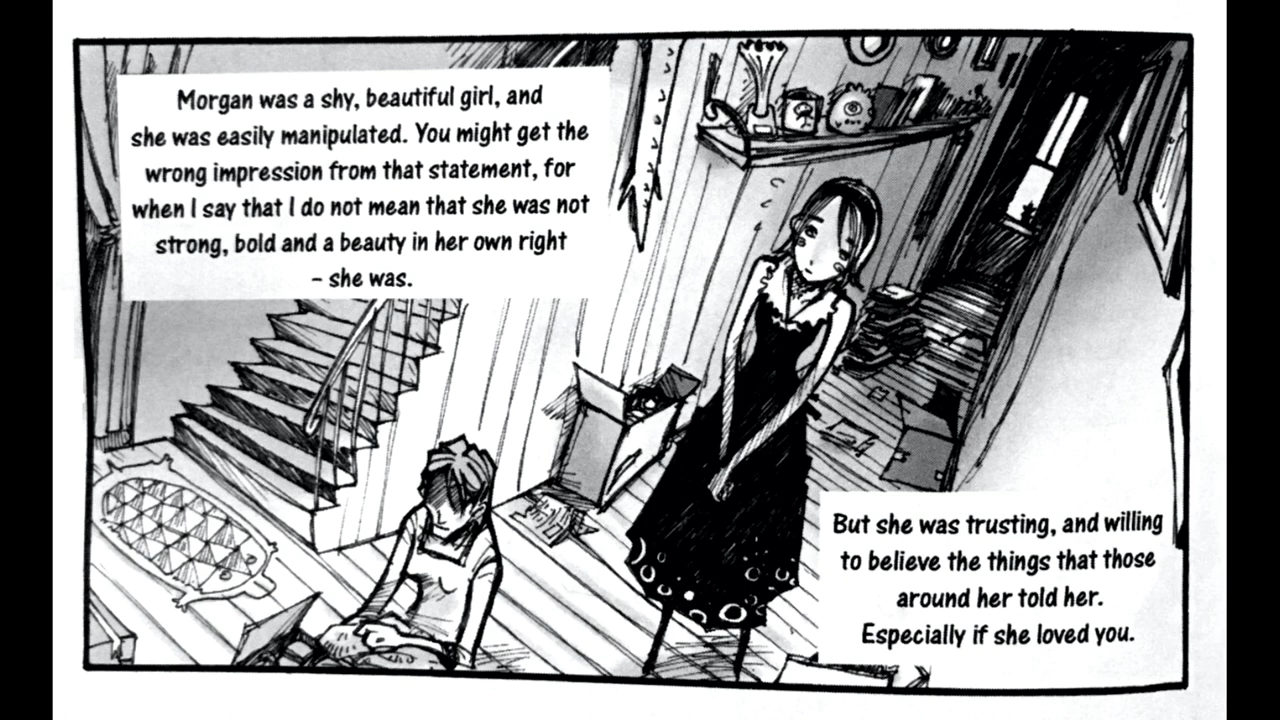 Morgan was a shy, beautiful girl, and
she was easily manipulated. You might get the
wrong impression from that statement, for
when I say that I do not mean that she was not
strong, bold and a beauty in her own right
– she was.
But she was trusting, and willing
to believe the things that those
around her told her.
Especially if she loved you.